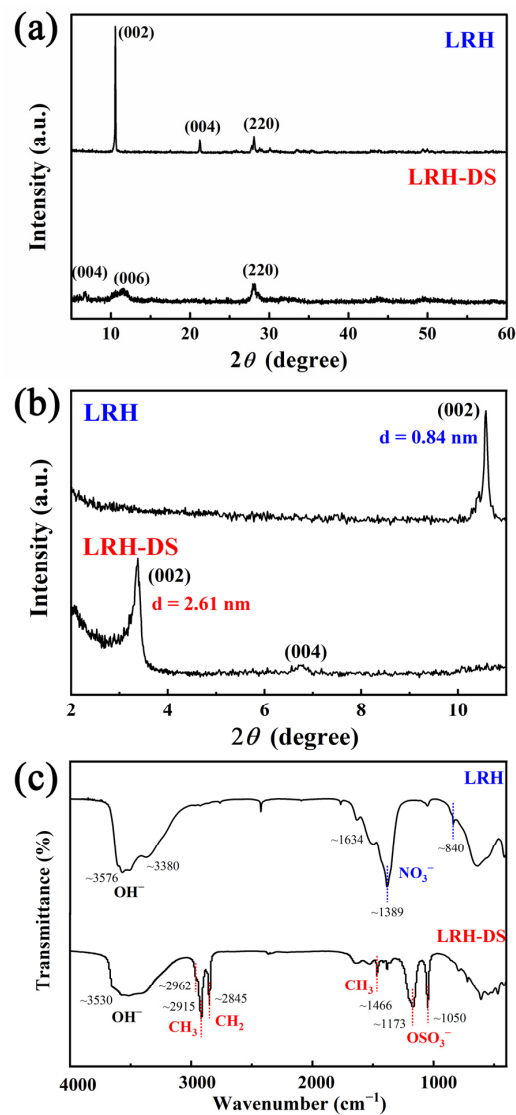 (a)
(002)
LRH
(004)
(220)
LRH-DS
(004)
(006)
(220)
Intensity (a.u.)
10 20 30 40 50 60
2θ (degree)
(b)
LRH
(002)
d = 0.84 nm
LRH-DS
(002)
d = 2.61 nm
(004)
Intensity (a.u.)
2 4 6 8 10
2θ (degree)
(c)
LRH
~3576
~3380
OH⁻
~1634
NO₃⁻
~840
~1389
LRH-DS
~3530
OH⁻
~2962
~2915
CH₃
~2845
CH₂
CH₃
~1466
~1173
~1050
OSO₃⁻
Transmittance (%)
4000 3000 2000 1000
Wavenumber (cm⁻¹)